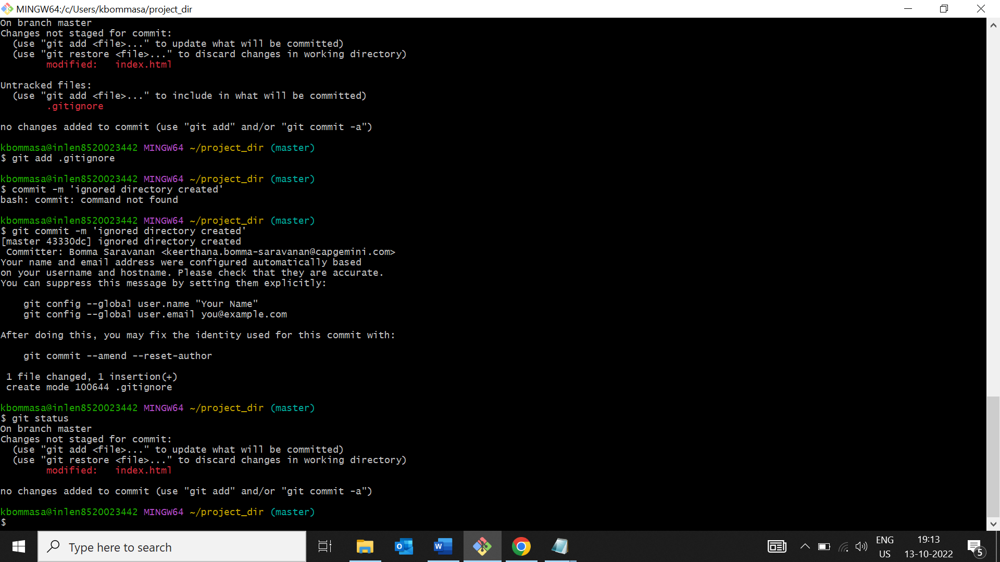 MINGW64:/c/Users/kbommasa/project_dir
On branch master
Changes not staged for commit:
  (use "git add <file>..." to update what will be committed)
  (use "git restore <file>..." to discard changes in working directory)
        modified:   index.html

Untracked files:
  (use "git add <file>..." to include in what will be committed)
        .gitignore

no changes added to commit (use "git add" and/or "git commit -a")

kbommasa@inlen8520023442 MINGW64 ~/project_dir (master)
$ git add .gitignore

kbommasa@inlen8520023442 MINGW64 ~/project_dir (master)
$ commit -m 'ignored directory created'
bash: commit: command not found

kbommasa@inlen8520023442 MINGW64 ~/project_dir (master)
$ git commit -m 'ignored directory created'
[master 43330dc] ignored directory created
 Committer: Bomma Saravanan <keerthana.bomma-saravanan@capgemini.com>
Your name and email address were configured automatically based
on your username and hostname. Please check that they are accurate.
You can suppress this message by setting them explicitly:

    git config --global user.name "Your Name"
    git config --global user.email you@example.com

After doing this, you may fix the identity used for this commit with:

    git commit --amend --reset-author

 1 file changed, 1 insertion(+)
 create mode 100644 .gitignore

kbommasa@inlen8520023442 MINGW64 ~/project_dir (master)
$ git status
On branch master
Changes not staged for commit:
  (use "git add <file>..." to update what will be committed)
  (use "git restore <file>..." to discard changes in working directory)
        modified:   index.html

no changes added to commit (use "git add" and/or "git commit -a")

kbommasa@inlen8520023442 MINGW64 ~/project_dir (master)
$
Type here to search
ENG
US
19:13
13-10-2022
5